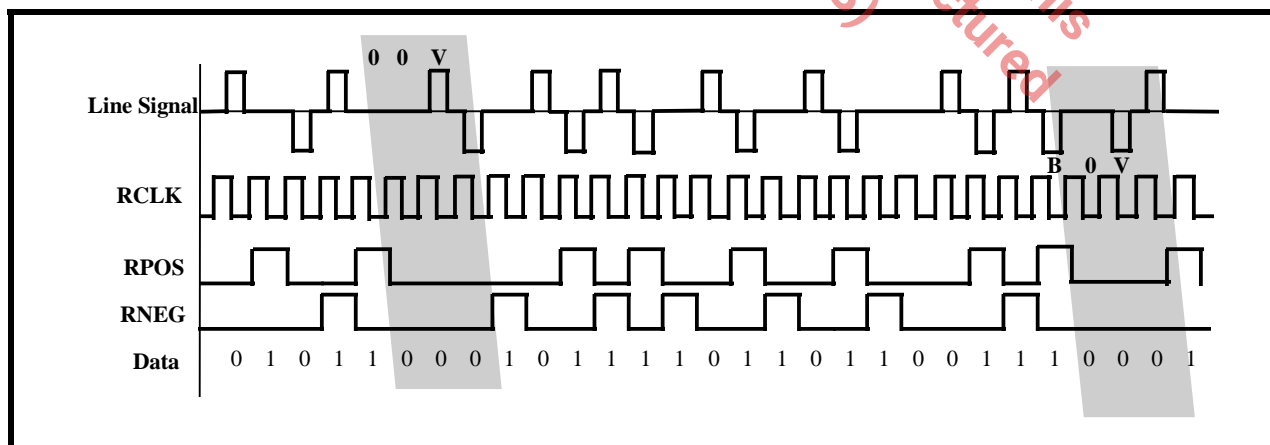 his
s) ctured
0 0 V
Line Signal
B 0 V
RCLK
RPOS
RNEG
Data 0 1 0 1 1 0 0 0 1 0 1 1 1 1 0 1 1 0 1 1 0 0 1 1 1 0 0 0 1